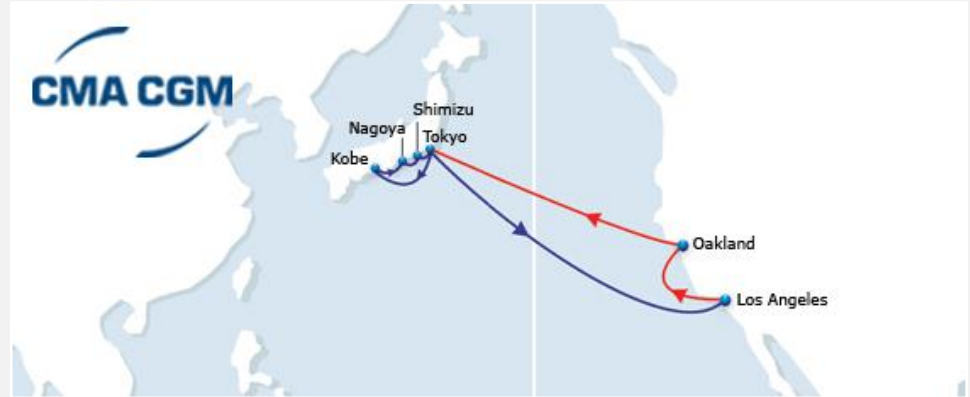 CMA CGM
Shimizu
Nagoya
Tokyo
Kobe
Oakland
Los Angeles